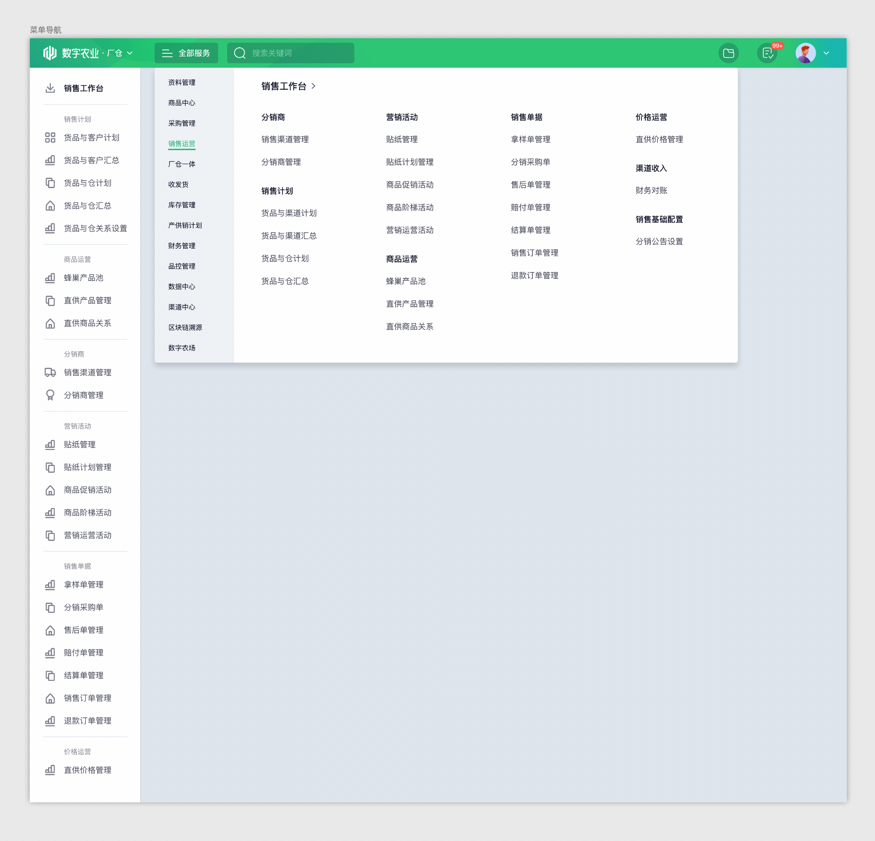 菜单导航
数字农业·厂仓
全部服务
搜索关键词
99+
销售工作台
销售计划
货品与客户计划
货品与客户汇总
货品与仓计划
货品与仓汇总
货品与仓关系设置
商品运营
蜂巢产品池
直供产品管理
直供商品关系
分销商
销售渠道管理
分销商管理
营销活动
贴纸管理
贴纸计划管理
商品促销活动
商品阶梯活动
营销运营活动
销售单据
拿样单管理
分销采购单
售后单管理
赔付单管理
结算单管理
销售订单管理
退款订单管理
价格运营
直供价格管理
资料管理
商品中心
采购管理
销售运营
厂仓一体
收发货
库存管理
产供销计划
财务管理
品控管理
数据中心
渠道中心
区块链溯源
数字农场
销售工作台
分销商
销售渠道管理
分销商管理
销售计划
货品与渠道计划
货品与渠道汇总
货品与仓计划
货品与仓汇总
营销活动
贴纸管理
贴纸计划管理
商品促销活动
商品阶梯活动
营销运营活动
商品运营
蜂巢产品池
直供产品管理
直供商品关系
销售单据
拿样单管理
分销采购单
售后单管理
赔付单管理
结算单管理
销售订单管理
退款订单管理
价格运营
直供价格管理
渠道收入
财务对账
销售基础配置
分销公告设置